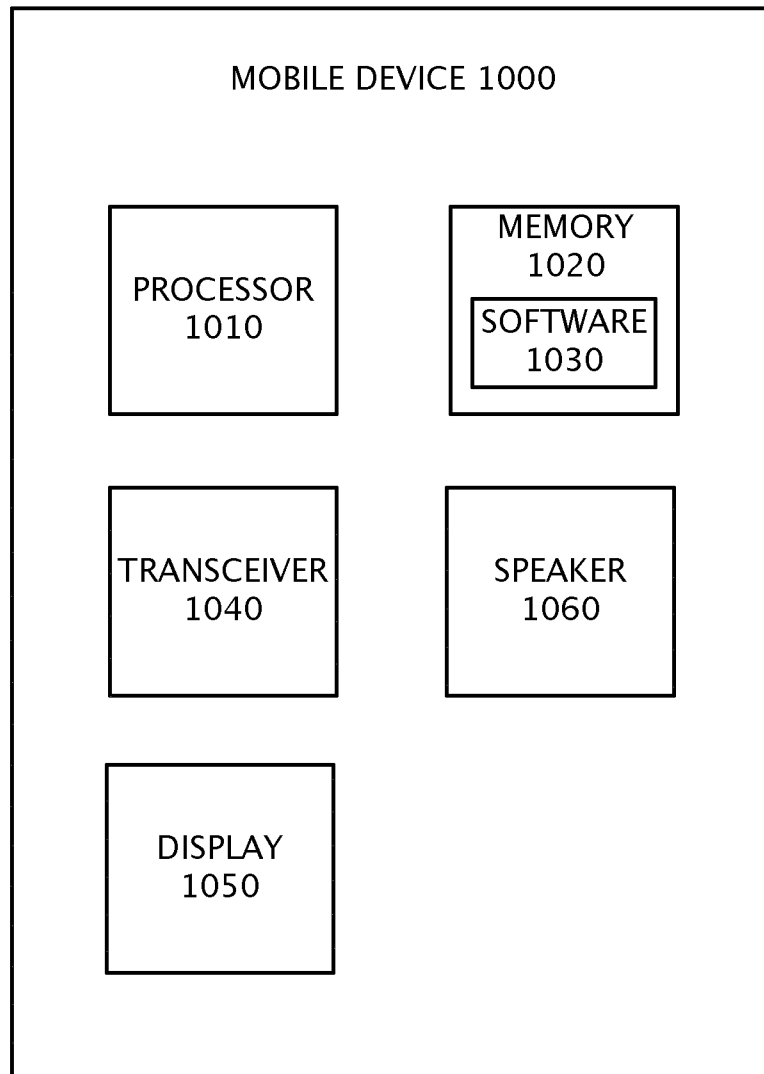 MOBILE DEVICE 1000
PROCESSOR
1010
MEMORY
1020
SOFTWARE
1030
TRANSCEIVER
1040
SPEAKER
1060
DISPLAY
1050